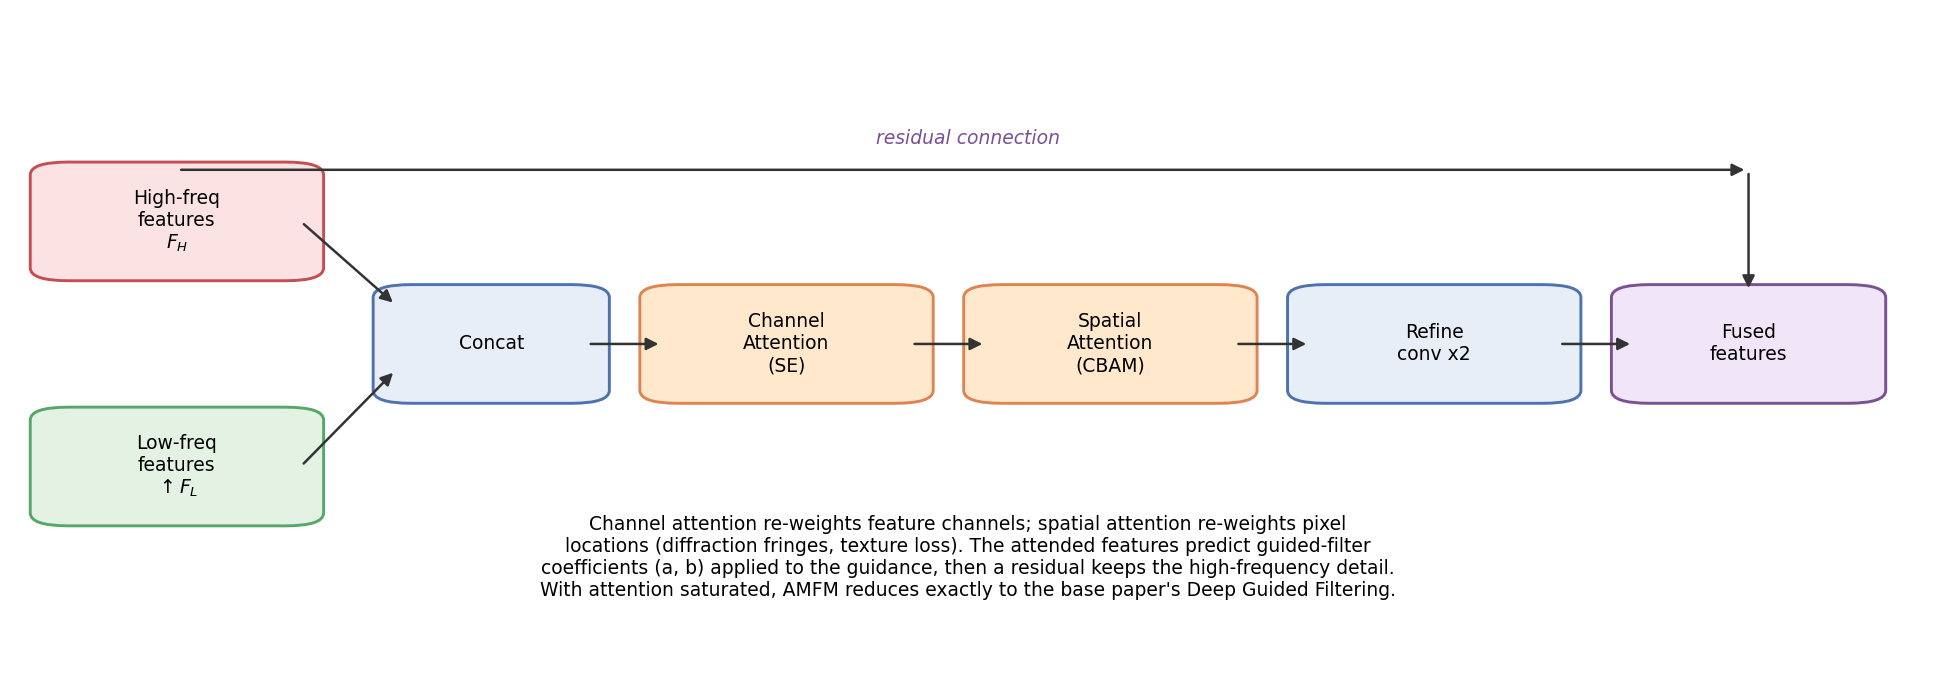 residual connection
High-freq
features
F_H
Concat
Channel
Attention
(SE)
Spatial
Attention
(CBAM)
Refine
conv x2
Fused
features
Low-freq
features
↑ F_L
Channel attention re-weights feature channels; spatial attention re-weights pixel
locations (diffraction fringes, texture loss). The attended features predict guided-filter
coefficients (a, b) applied to the guidance, then a residual keeps the high-frequency detail.
With attention saturated, AMFM reduces exactly to the base paper's Deep Guided Filtering.